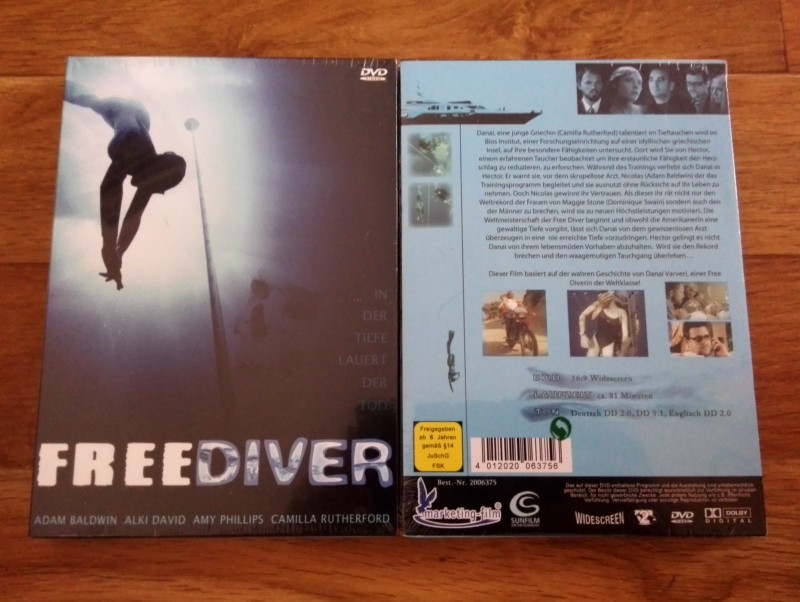 DVD
VIDEO
... IN
DER
TIEFE
LAUERT
DER
TOD
FREEDIVER
ADAM BALDWIN ALKI DAVID AMY PHILLIPS CAMILLA RUTHERFORD
Danai, eine junge Griechin (Camilla Rutherford) talentiert im Tieftauchen wird im
Bios Institut, einer Forschungseinrichtung auf einer idyllischen griechischen
Insel, auf Ihre besondere Fähigkeiten untersucht. Dort wird Sie von Hector,
einem erfahrenen Taucher beobachtet um Ihre erstaunliche Fähigkeit den Herz
schlag zu reduzieren, zu erforschen. Während des Trainings verliebt sich Danai in
Hector. Er warnt sie, vor dem skrupellose Arzt, Nicolas (Adam Baldwin) der das
Trainingsprogramm begleitet und sie ausnutzt ohne Rücksicht auf Ihr Leben zu
nehmen. Doch Nicolas gewinnt ihr Vertrauen. Als dieser ihr rät nicht nur den
Weltrekord der Frauen von Maggie Stone (Dominique Swain) sondern auch den
der Männer zu brechen, wird sie zu neuen Höchstleistungen motiviert. Die
Weltmeisterschaft der Free Diver beginnt und obwohl die Amerikanerin eine
gewaltige Tiefe vorgibt, lässt sich Danai von dem gewissenlosen Arzt
überzeugen in eine nie erreichte Tiefe vorzudringen. Hector gelingt es nicht
Danai von ihrem lebensmüden Vorhaben abzuhalten. Wird sie den Rekord
brechen und den waagemutigen Tauchgang überleben ...
Dieser Film basiert auf der wahren Geschichte von Danai Varveri, einer Free
Diverin der Weltklasse!
BILD 16:9 Widescreen
LAUFZEIT ca. 81 Minuten
TON Deutsch DD 2.0, DD 5.1, Englisch DD 2.0
Freigegeben
ab 6 Jahren
gemäß §14
JuSchG
FSK
4 012020 063756
Best.-Nr. 2006375
marketing-film
SUNFILM
ENTERTAINMENT
WIDESCREEN
2
DVD
VIDEO
DOLBY
DIGITAL